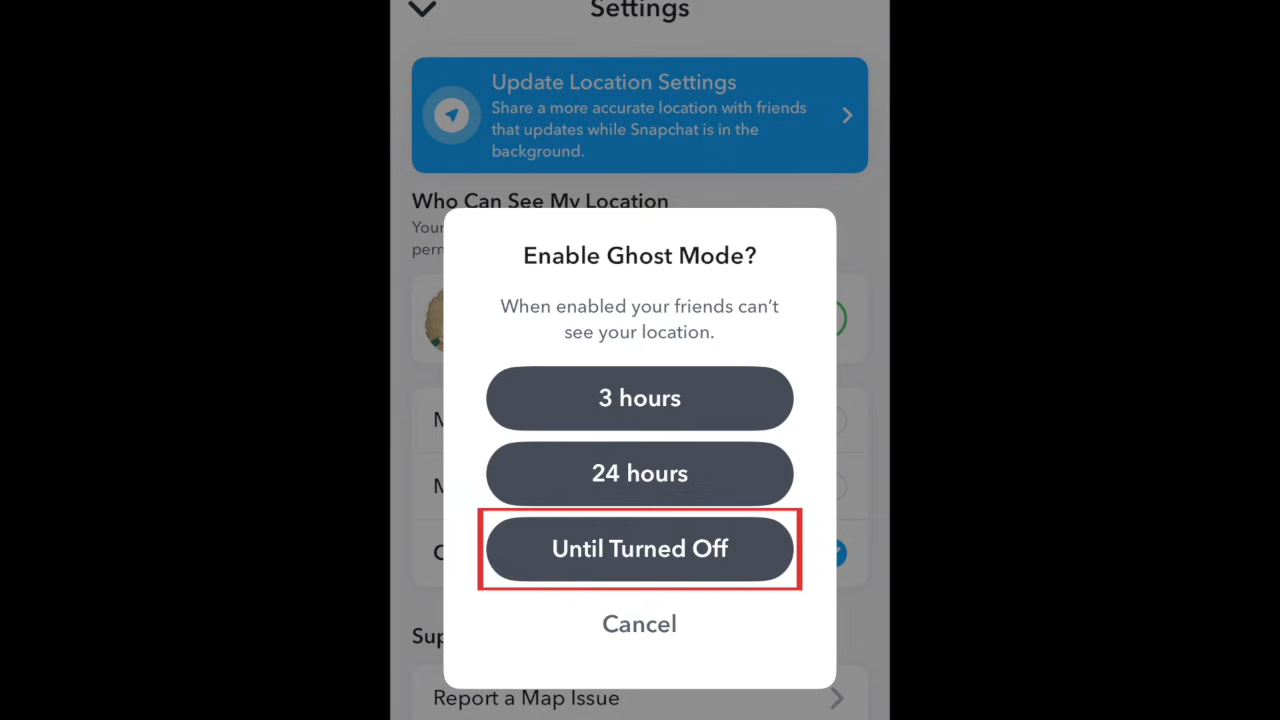 Settings
Update Location Settings
Share a more accurate location with friends
that updates while Snapchat is in the
background.
Who Can See My Location
Enable Ghost Mode?
When enabled your friends can't
see your location.
3 hours
24 hours
Until Turned Off
Cancel
Report a Map Issue